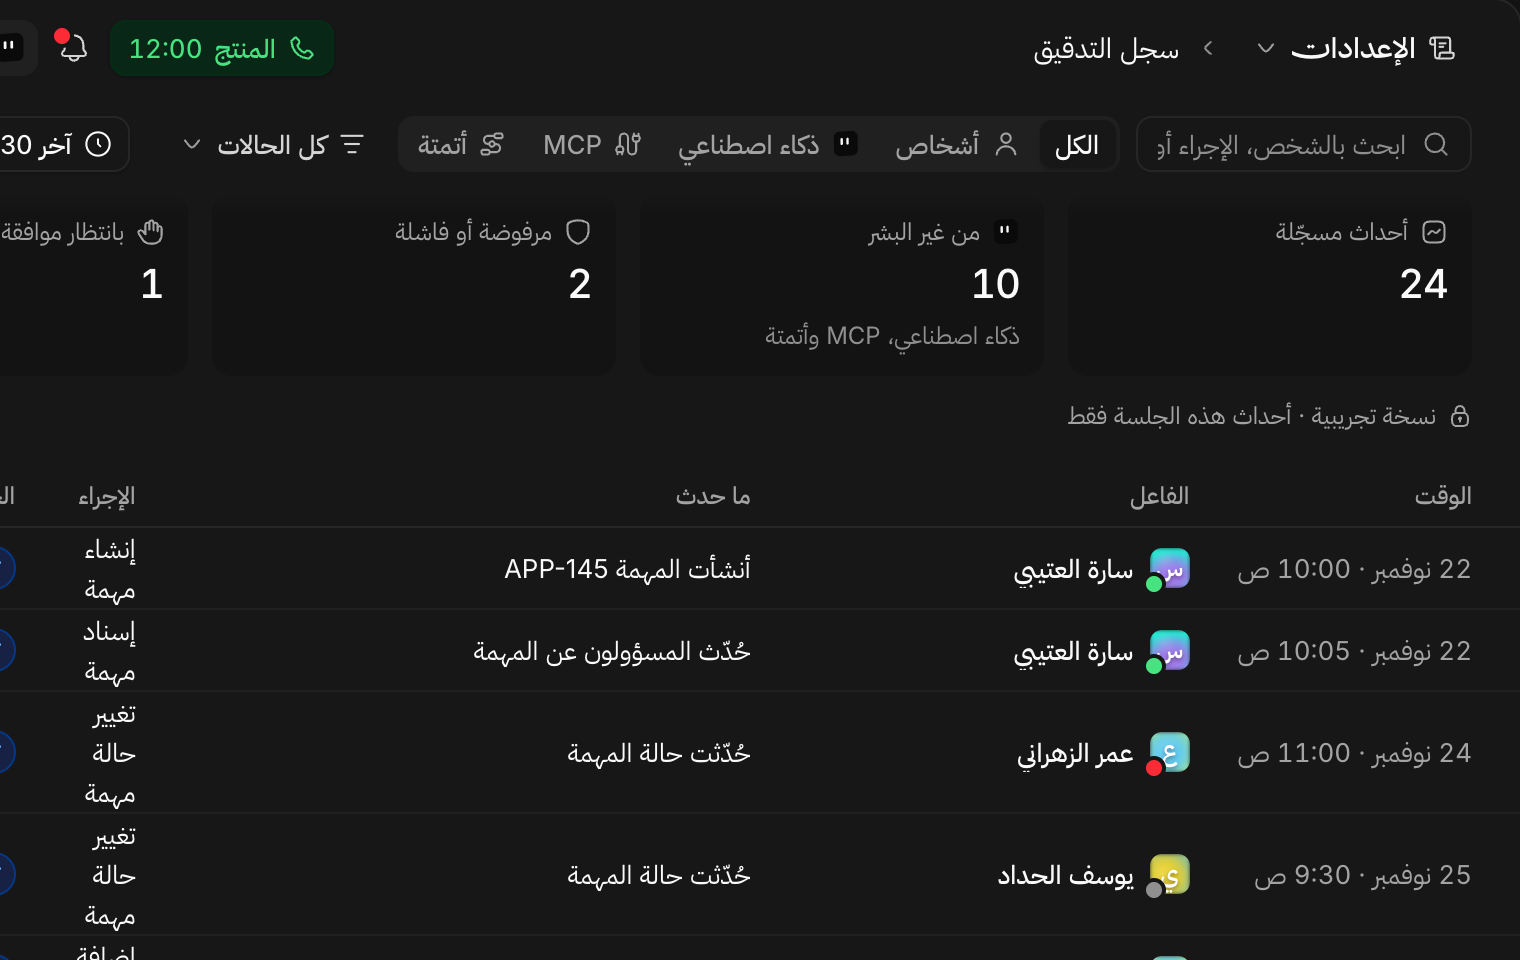 الإعدادات
سجل التدقيق
المنتج 12:00
ابحث بالشخص، الإجراء أو
الكل
أشخاص
ذكاء اصطناعي
MCP
أتمتة
كل الحالات
آخر 30
أحداث مسجّلة
24
من غير البشر
10
ذكاء اصطناعي، MCP وأتمتة
مرفوضة أو فاشلة
2
بانتظار موافقة
1
نسخة تجريبية · أحداث هذه الجلسة فقط
الوقت
الفاعل
ما حدث
الإجراء
22 نوفمبر · 10:00 ص
س
سارة العتيبي
أنشأت المهمة APP-145
إنشاء
مهمة
22 نوفمبر · 10:05 ص
س
سارة العتيبي
حُدّث المسؤولون عن المهمة
إسناد
مهمة
24 نوفمبر · 11:00 ص
ع
عمر الزهراني
حُدّثت حالة المهمة
تغيير
حالة
مهمة
25 نوفمبر · 9:30 ص
ي
يوسف الحداد
حُدّثت حالة المهمة
تغيير
حالة
مهمة
إضافة